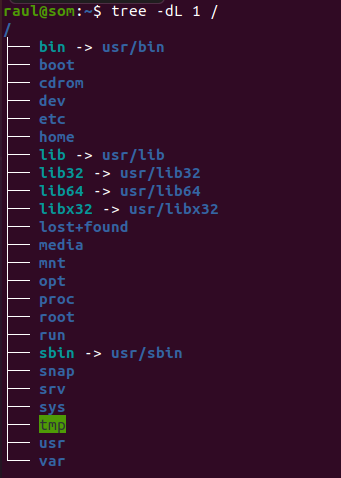 raul@som:~$ tree -dL 1 /
/
├── bin -> usr/bin
├── boot
├── cdrom
├── dev
├── etc
├── home
├── lib -> usr/lib
├── lib32 -> usr/lib32
├── lib64 -> usr/lib64
├── libx32 -> usr/libx32
├── lost+found
├── media
├── mnt
├── opt
├── proc
├── root
├── run
├── sbin -> usr/sbin
├── snap
├── srv
├── sys
├── tmp
├── usr
└── var